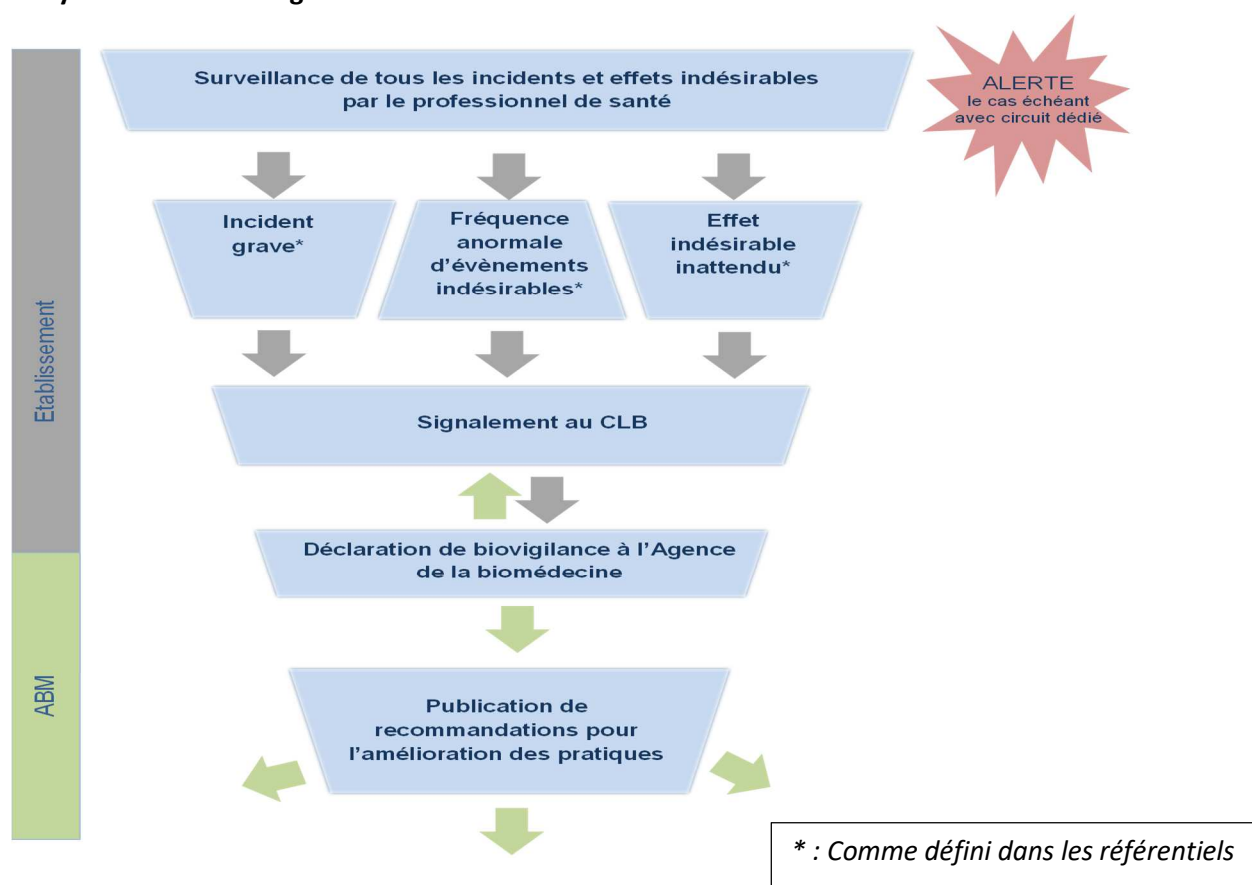 Surveillance de tous les incidents et effets indésirables
par le professionnel de santé
ALERTE
le cas échéant
avec circuit dédié
Incident
grave*
Fréquence
anormale
d’évènements
indésirables*
Effet
indésirable
inattendu*
Etablissement
Signalement au CLB
Déclaration de biovigilance à l’Agence
de la biomédecine
ABM
Publication de
recommandations pour
l’amélioration des pratiques
* : Comme défini dans les référentiels